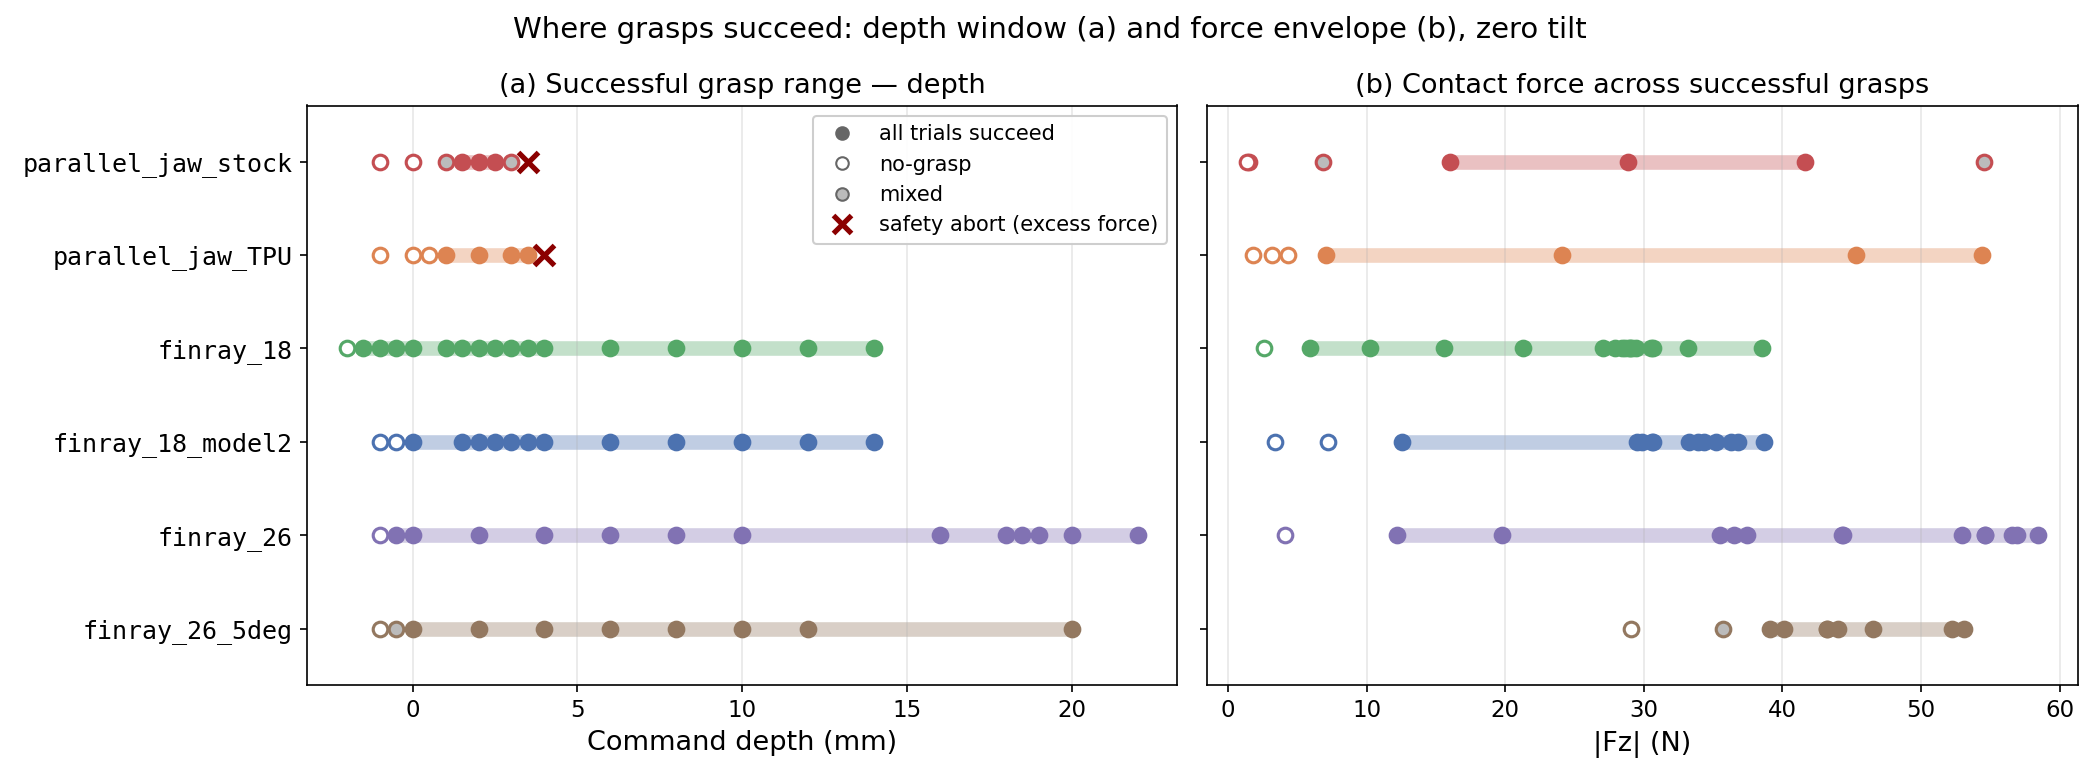 Where grasps succeed: depth window (a) and force envelope (b), zero tilt
(a) Successful grasp range — depth
(b) Contact force across successful grasps
all trials succeed
no-grasp
mixed
safety abort (excess force)
parallel_jaw_stock
parallel_jaw_TPU
finray_18
finray_18_model2
finray_26
finray_26_5deg
0 5 10 15 20
0 10 20 30 40 50 60
Command depth (mm)
|Fz| (N)